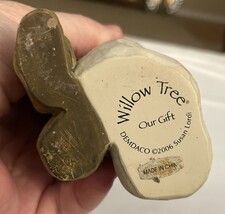 Willow Tree®
Our Gift
DEMDACO ©2006 Susan Lordi
MADE IN CHINA